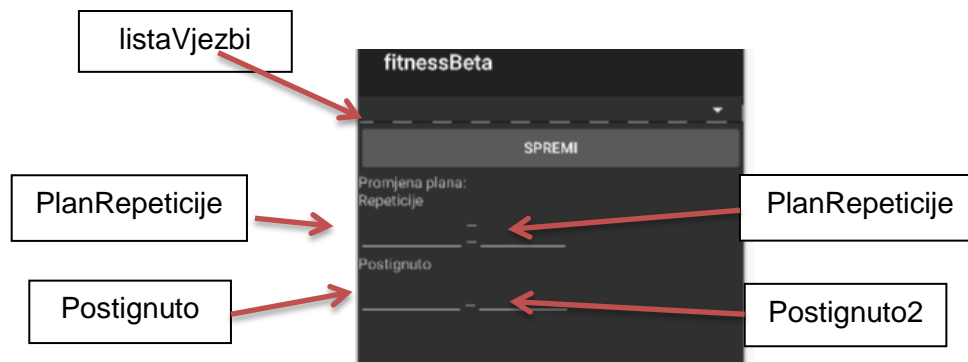 listaVjezbi
fitnessBeta
SPREMI
Promjena plana:
Repeticije
PlanRepeticije
PlanRepeticije
–
–
Postignuto
Postignuto
–
Postignuto2